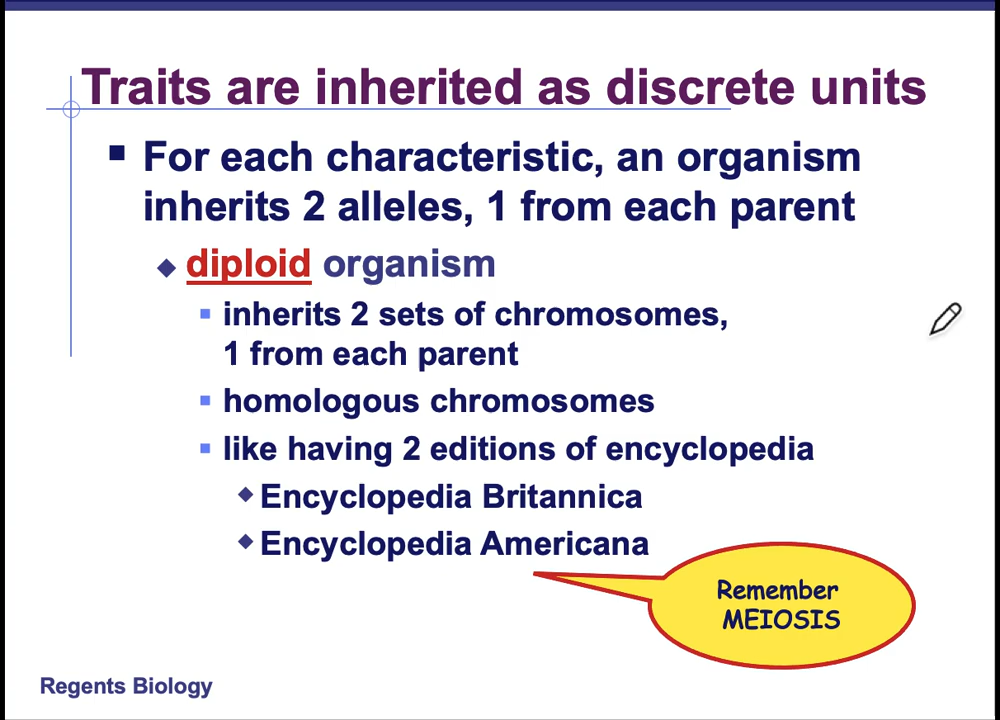 Traits are inherited as discrete units
For each characteristic, an organism
inherits 2 alleles, 1 from each parent
diploid organism
inherits 2 sets of chromosomes,
1 from each parent
homologous chromosomes
like having 2 editions of encyclopedia
Encyclopedia Britannica
Encyclopedia Americana
Remember
MEIOSIS
Regents Biology